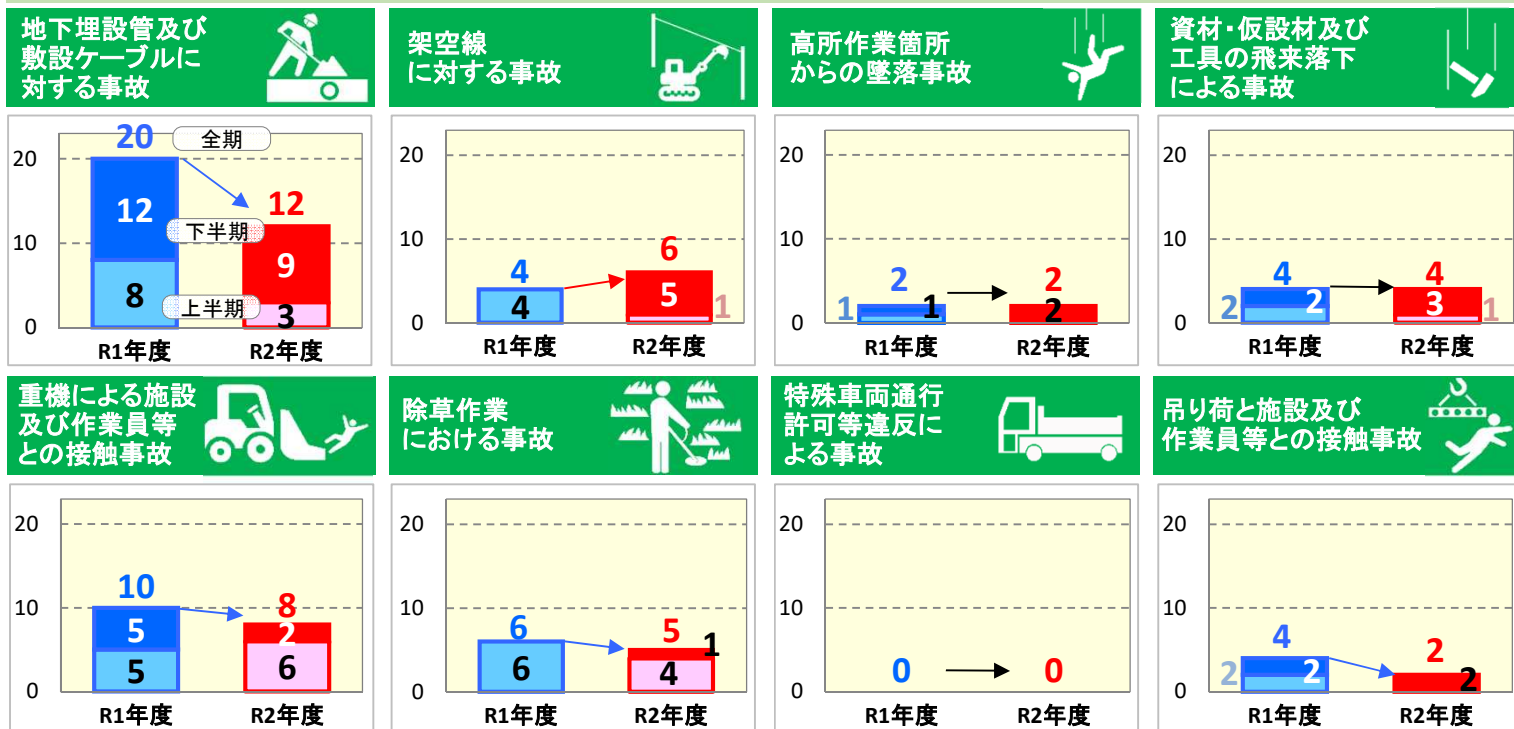 地下埋設管及び
敷設ケーブルに
対する事故
架空線
に対する事故
高所作業箇所
からの墜落事故
資材・仮設材及び
工具の飛来落下
による事故
20
10
0
20
全期
12
12
下半期
9
8
上半期
3
R1年度
R2年度
20
10
0
4
4
6
5
1
R1年度
R2年度
20
10
0
2
1
1
2
2
R1年度
R2年度
20
10
0
4
2
2
4
3
1
R1年度
R2年度
重機による施設
及び作業員等
との接触事故
除草作業
における事故
特殊車両通行
許可等違反に
よる事故
吊り荷と施設及び
作業員等との接触事故
20
10
0
10
5
5
8
2
6
R1年度
R2年度
20
10
0
6
6
5
1
4
R1年度
R2年度
20
10
0
0
0
R1年度
R2年度
20
10
0
4
2
2
2
2
R1年度
R2年度